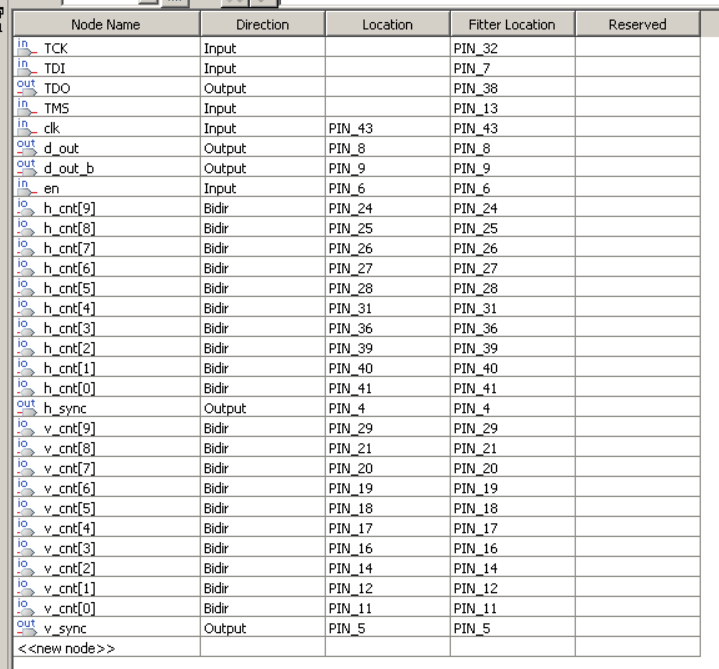 Node Name Direction Location Fitter Location Reserved
in TCK Input PIN_32
in TDI Input PIN_7
out TDO Output PIN_38
in TMS Input PIN_13
in clk Input PIN_43 PIN_43
out d_out Output PIN_8 PIN_8
out d_out_b Output PIN_9 PIN_9
in en Input PIN_6 PIN_6
io h_cnt[9] Bidir PIN_24 PIN_24
io h_cnt[8] Bidir PIN_25 PIN_25
io h_cnt[7] Bidir PIN_26 PIN_26
io h_cnt[6] Bidir PIN_27 PIN_27
io h_cnt[5] Bidir PIN_28 PIN_28
io h_cnt[4] Bidir PIN_31 PIN_31
io h_cnt[3] Bidir PIN_36 PIN_36
io h_cnt[2] Bidir PIN_39 PIN_39
io h_cnt[1] Bidir PIN_40 PIN_40
io h_cnt[0] Bidir PIN_41 PIN_41
out h_sync Output PIN_4 PIN_4
io v_cnt[9] Bidir PIN_29 PIN_29
io v_cnt[8] Bidir PIN_21 PIN_21
io v_cnt[7] Bidir PIN_20 PIN_20
io v_cnt[6] Bidir PIN_19 PIN_19
io v_cnt[5] Bidir PIN_18 PIN_18
io v_cnt[4] Bidir PIN_17 PIN_17
io v_cnt[3] Bidir PIN_16 PIN_16
io v_cnt[2] Bidir PIN_14 PIN_14
io v_cnt[1] Bidir PIN_12 PIN_12
io v_cnt[0] Bidir PIN_11 PIN_11
out v_sync Output PIN_5 PIN_5
<<new node>>